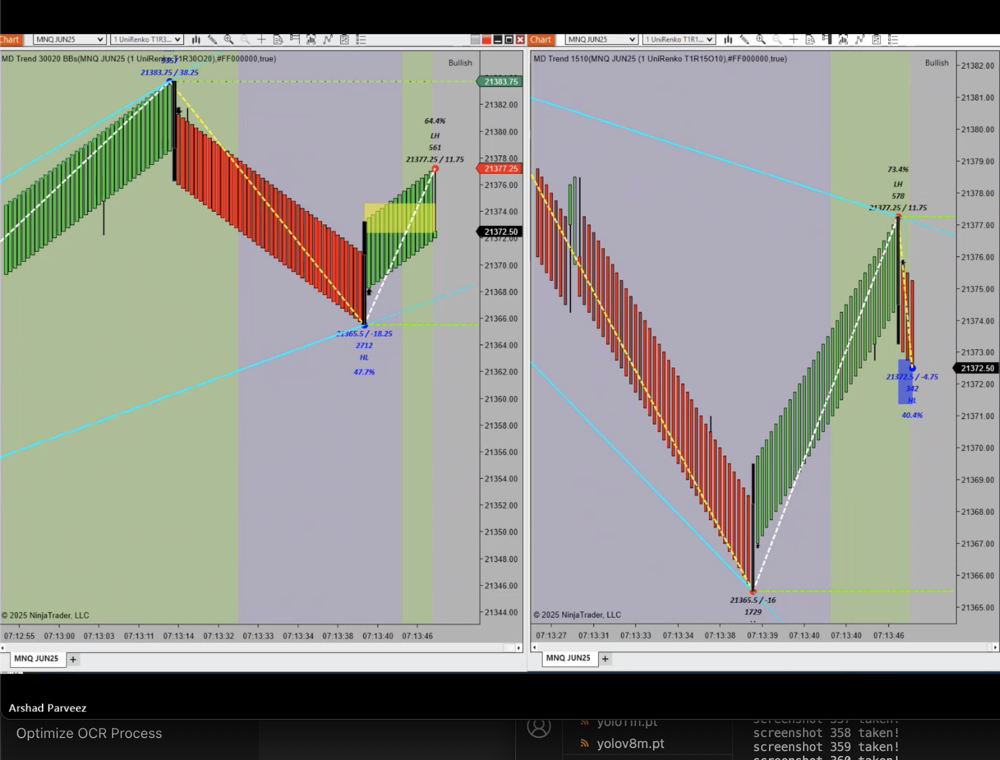 Chart
MNQ JUN25
1 UniRenko T1R3...
MD Trend 30020 BBs(MNQ JUN25 (1 UniRenko T1R30O20),#FF000000,true)
Bullish
21383.75 / 38.25
64.4%
LH
561
21377.25 / 11.75
21365.5 / -18.25
2712
HL
47.7%
21383.75
21382.00
21380.00
21378.00
21377.25
21376.00
21374.00
21372.50
21372.00
21370.00
21368.00
21366.00
21364.00
21362.00
21360.00
21358.00
21356.00
21354.00
21352.00
21350.00
21348.00
21346.00
21344.00
© 2025 NinjaTrader, LLC
07:12:55 07:13:00 07:13:03 07:13:11 07:13:14 07:13:32 07:13:33 07:13:34 07:13:38 07:13:40 07:13:46
MNQ JUN25 +
Chart
MNQ JUN25
1 UniRenko T1R1...
MD Trend 1510(MNQ JUN25 (1 UniRenko T1R15O10),#FF000000,true)
Bullish
73.4%
LH
578
21377.25 / 11.75
21372.5 / -4.75
342
HL
40.4%
21365.5 / -16
1729
21382.00
21381.00
21380.00
21379.00
21378.00
21377.00
21376.00
21375.00
21374.00
21373.00
21372.50
21372.00
21371.00
21370.00
21369.00
21368.00
21367.00
21366.00
21365.00
© 2025 NinjaTrader, LLC
07:13:27 07:13:31 07:13:33 07:13:34 07:13:38 07:13:39 07:13:40 07:13:40 07:13:46
MNQ JUN25 +
Arshad Parveez
Optimize OCR Process
yolo11n.pt
yolov8m.pt
screenshot 357 taken!
screenshot 358 taken!
screenshot 359 taken!
screenshot 360 taken!